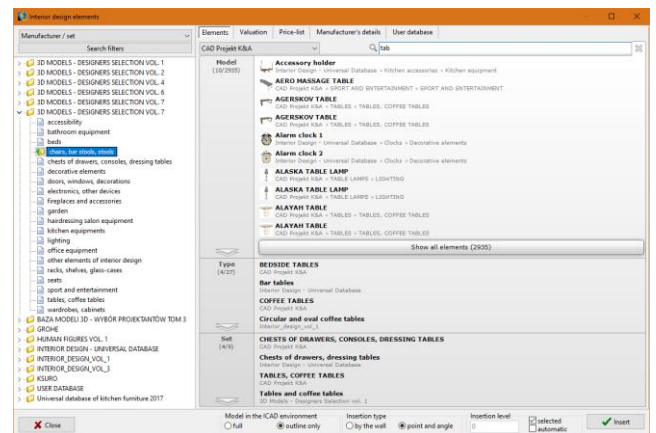 Interior design elements
Manufacturer / set
Search filters
3D MODELS - DESIGNERS SELECTION VOL. 1
3D MODELS - DESIGNERS SELECTION VOL. 2
3D MODELS - DESIGNERS SELECTION VOL. 4
3D MODELS - DESIGNERS SELECTION VOL. 6
3D MODELS - DESIGNERS SELECTION VOL. 7
3D MODELS - DESIGNERS SELECTION VOL. 7
accessibility
bathroom equipment
beds
chairs, bar stools, stools
chests of drawers, consoles, dressing tables
decorative elements
doors, windows, decorations
electronics, other devices
fireplaces and accessories
garden
hairdressing salon equipment
kitchen equipments
lighting
office equipment
other elements of interior design
racks, shelves, glass-cases
seats
sport and entertainment
tables, coffee tables
wardrobes, cabinets
BAZA MODELI 3D - WYBÓR PROJEKTANTÓW TOM 3
GROHE
HUMAN FIGURES VOL. 1
INTERIOR DESIGN - UNIVERSAL DATABASE
INTERIOR_DESIGN_VOL_1
INTERIOR_DESIGN_VOL_3
KSURO
USER DATABASE
Universal database of kitchen furniture 2017
Close
Elements Valuation Price-list Manufacturer's details User database
CAD Projekt K&A
tab
Model
(10/2935)
Accessory holder
Interior Design - Universal Database » Kitchen accessories » Kitchen equipment
AERO MASSAGE TABLE
CAD Projekt K&A » SPORT AND ENTERTAINMENT » SPORT AND ENTERTAINMENT
AGERSKOV TABLE
CAD Projekt K&A » TABLES » TABLES, COFFEE TABLES
AGERSKOV TABLE
CAD Projekt K&A » TABLES » TABLES, COFFEE TABLES
Alarm clock 1
Interior Design - Universal Database » Clocks » Decorative elements
Alarm clock 2
Interior Design - Universal Database » Clocks » Decorative elements
ALASKA TABLE LAMP
CAD Projekt K&A » TABLE LAMPS » LIGHTING
ALASKA TABLE LAMP
CAD Projekt K&A » TABLE LAMPS » LIGHTING
ALAYAH TABLE
CAD Projekt K&A » TABLES » TABLES, COFFEE TABLES
ALAYAH TABLE
CAD Projekt K&A » TABLES » TABLES, COFFEE TABLES
Show all elements (2935)
Type
(4/27)
BEDSIDE TABLES
CAD Projekt K&A
Bar tables
Interior Design - Universal Database
COFFEE TABLES
CAD Projekt K&A
Circular and oval coffee tables
Interior_design_vol_1
Set
(4/5)
CHESTS OF DRAWERS, CONSOLES, DRESSING TABLES
CAD Projekt K&A
Chests of drawers, dressing tables
Interior Design - Universal Database
TABLES, COFFEE TABLES
CAD Projekt K&A
Tables and coffee tables
3D Models - Designers Selection vol. 1
Model in the ICAD environment
full outline only
Insertion type
by the wall point and angle
Insertion level
0
selected
automatic
Insert